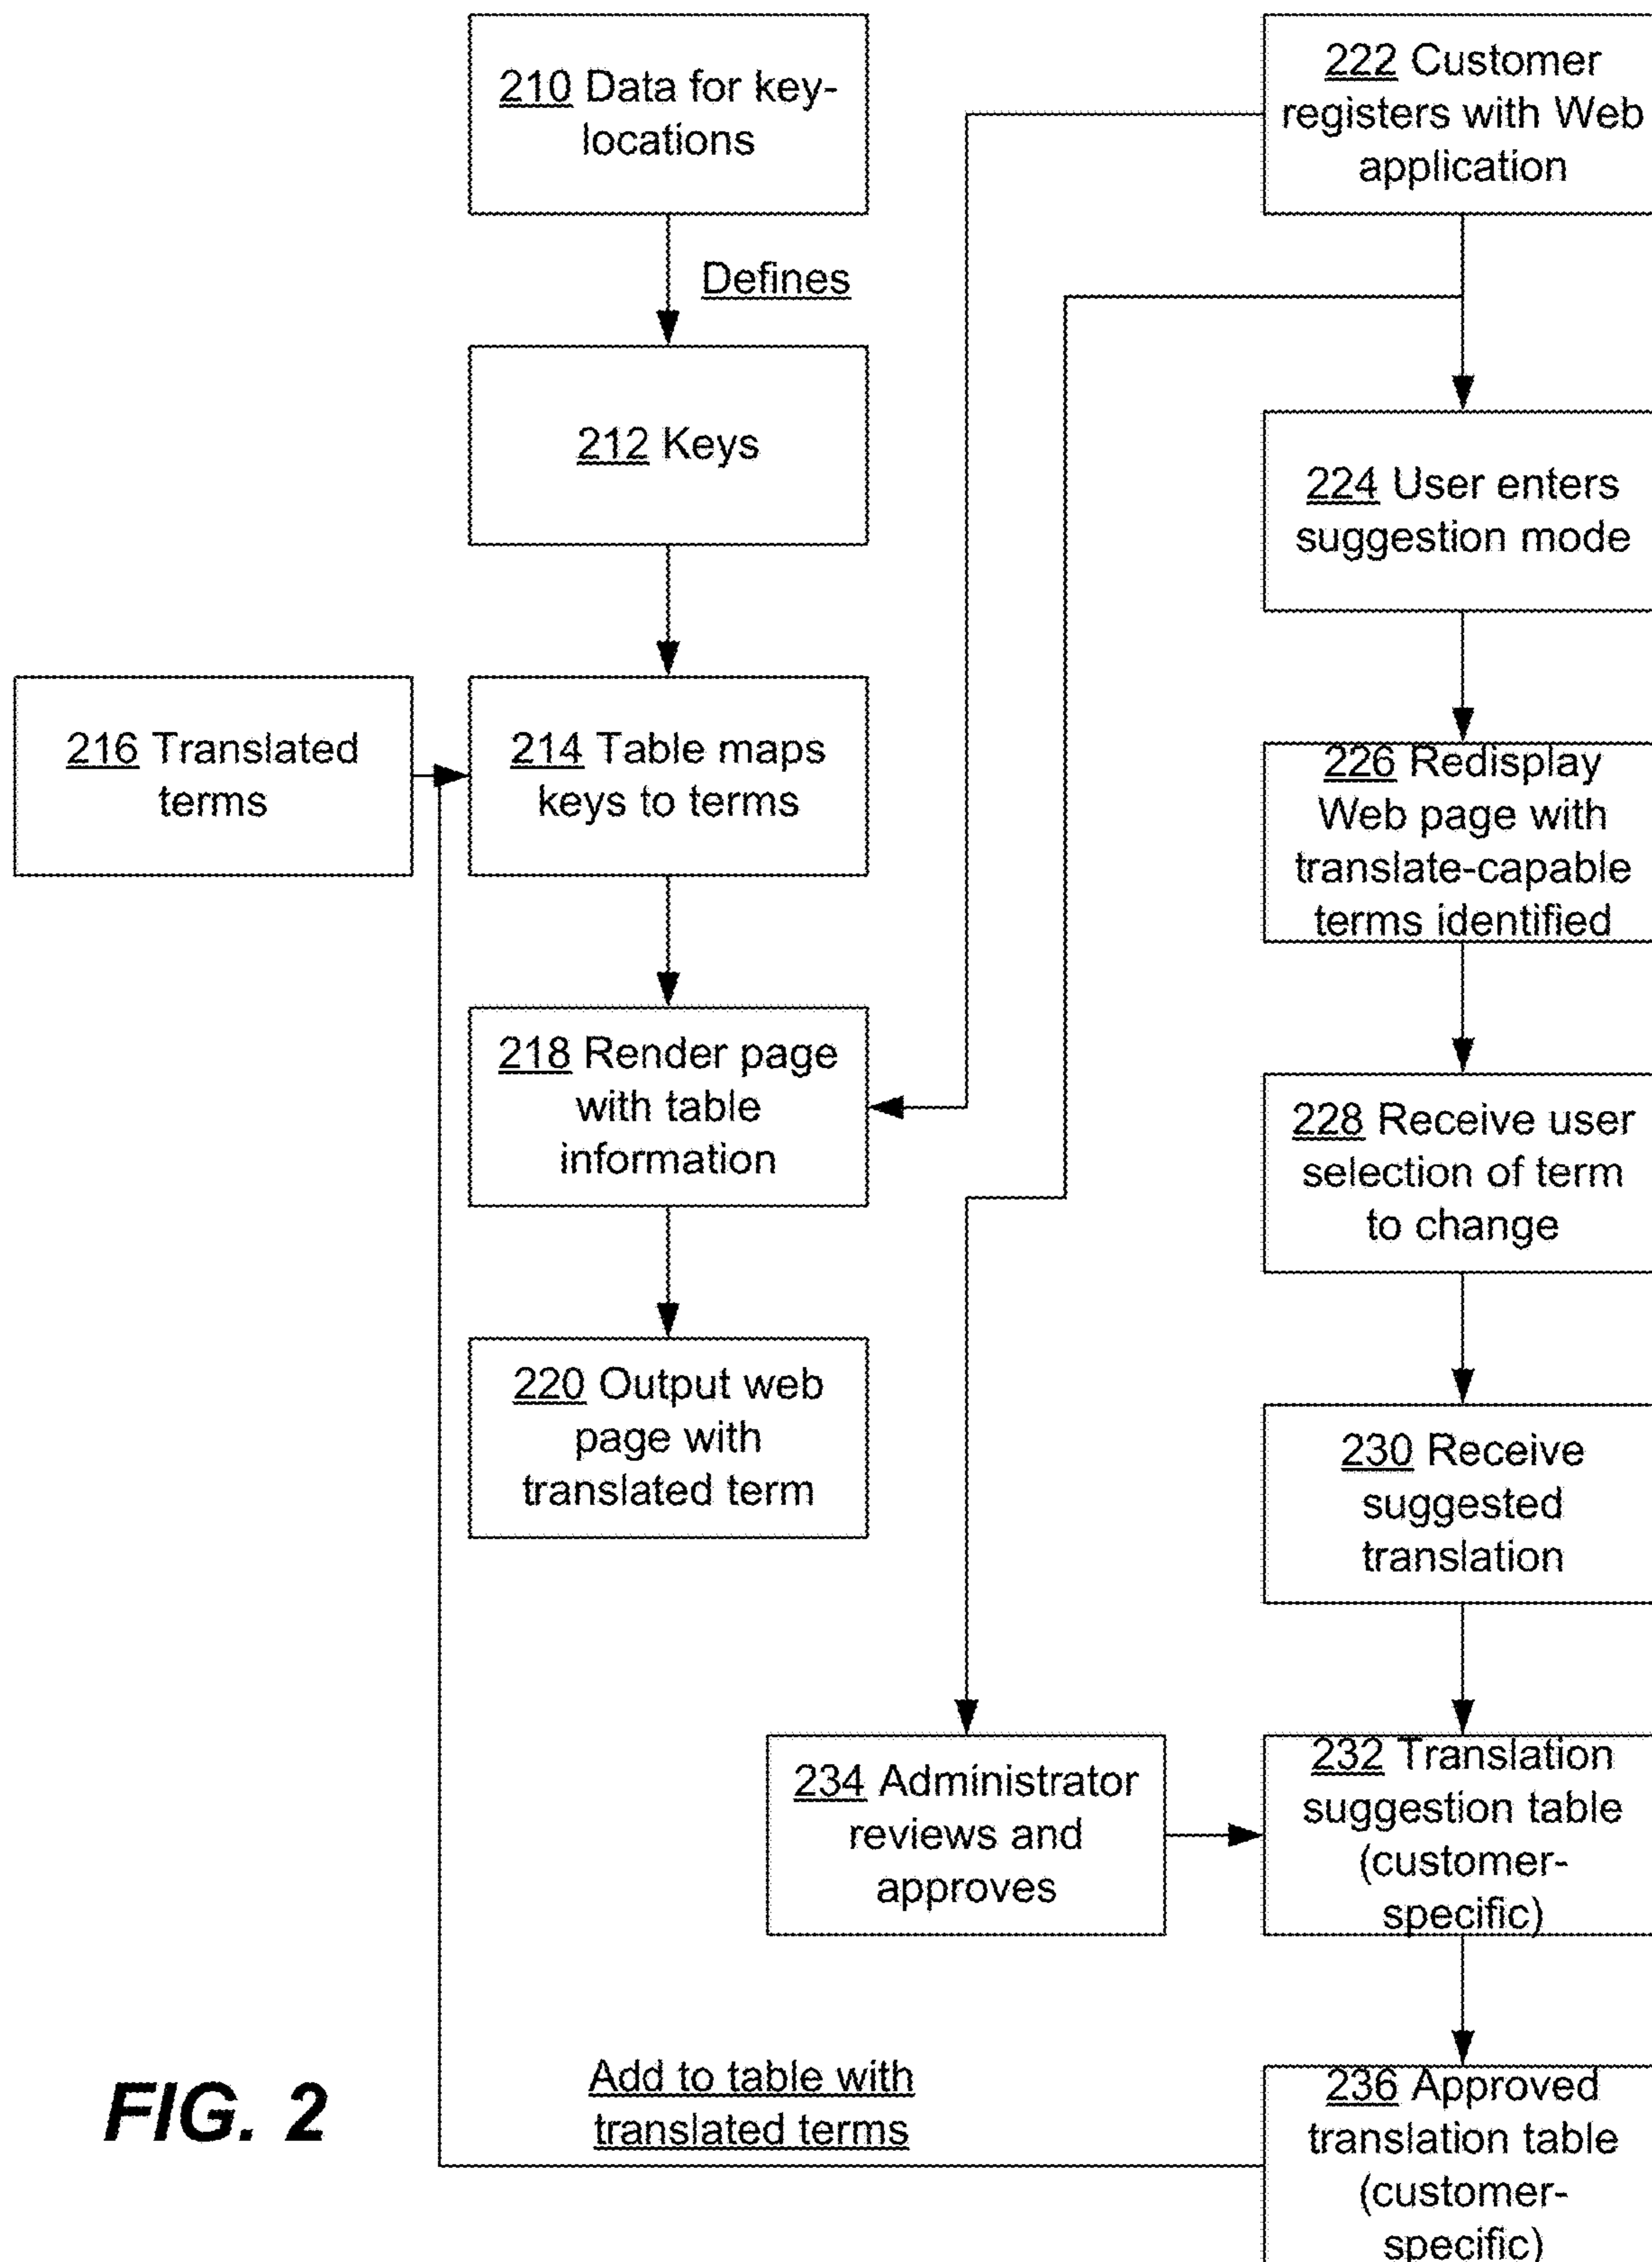 210 Data for key-
locations
222 Customer
registers with Web
application
Defines
212 Keys
224 User enters
suggestion mode
216 Translated
terms
214 Table maps
keys to terms
226 Redisplay
Web page with
translate-capable
terms identified
218 Render page
with table
information
228 Receive user
selection of term
to change
220 Output web
page with
translated term
230 Receive
suggested
translation
234 Administrator
reviews and
approves
232 Translation
suggestion table
(customer-
specific)
Add to table with
translated terms
236 Approved
translation table
(customer-
specific)
FIG. 2